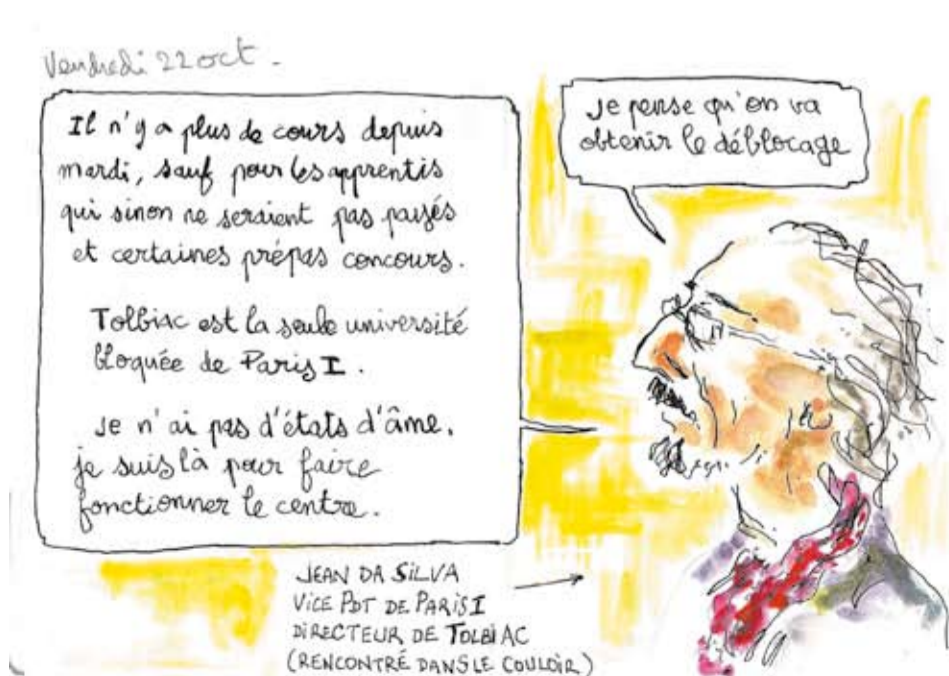 Vendredi 22 oct.
Il n'y a plus de cours depuis
mardi, sauf pour les apprentis
qui sinon ne seraient pas payés
et certaines prépas concours.
Tolbiac est la seule université
bloquée de Paris I.
Je n'ai pas d'états d'âme.
je suis là pour faire
fonctionner le centre.
Je pense qu'on va
obtenir le déblocage
JEAN DA SILVA
VICE PDT DE PARIS I
DIRECTEUR DE TOLBIAC
(RENCONTRÉ DANS LE COULOIR)